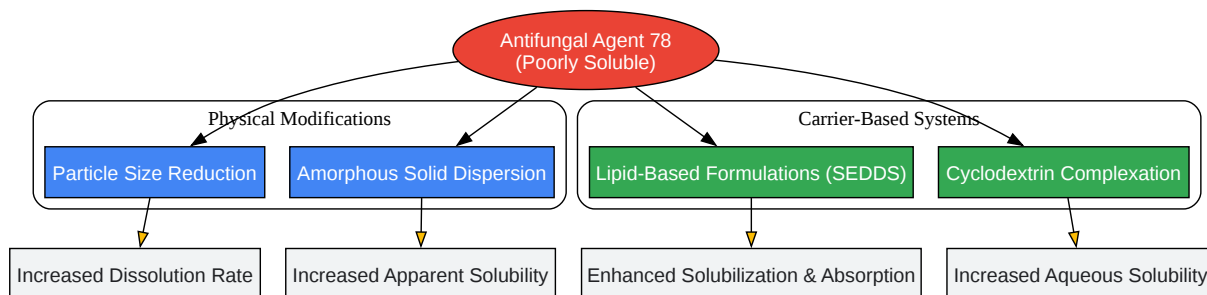 Antifungal Agent 78
(Poorly Soluble)
Physical Modifications
Carrier-Based Systems
Particle Size Reduction
Amorphous Solid Dispersion
Lipid-Based Formulations (SEDDS)
Cyclodextrin Complexation
Increased Dissolution Rate
Increased Apparent Solubility
Enhanced Solubilization & Absorption
Increased Aqueous Solubility